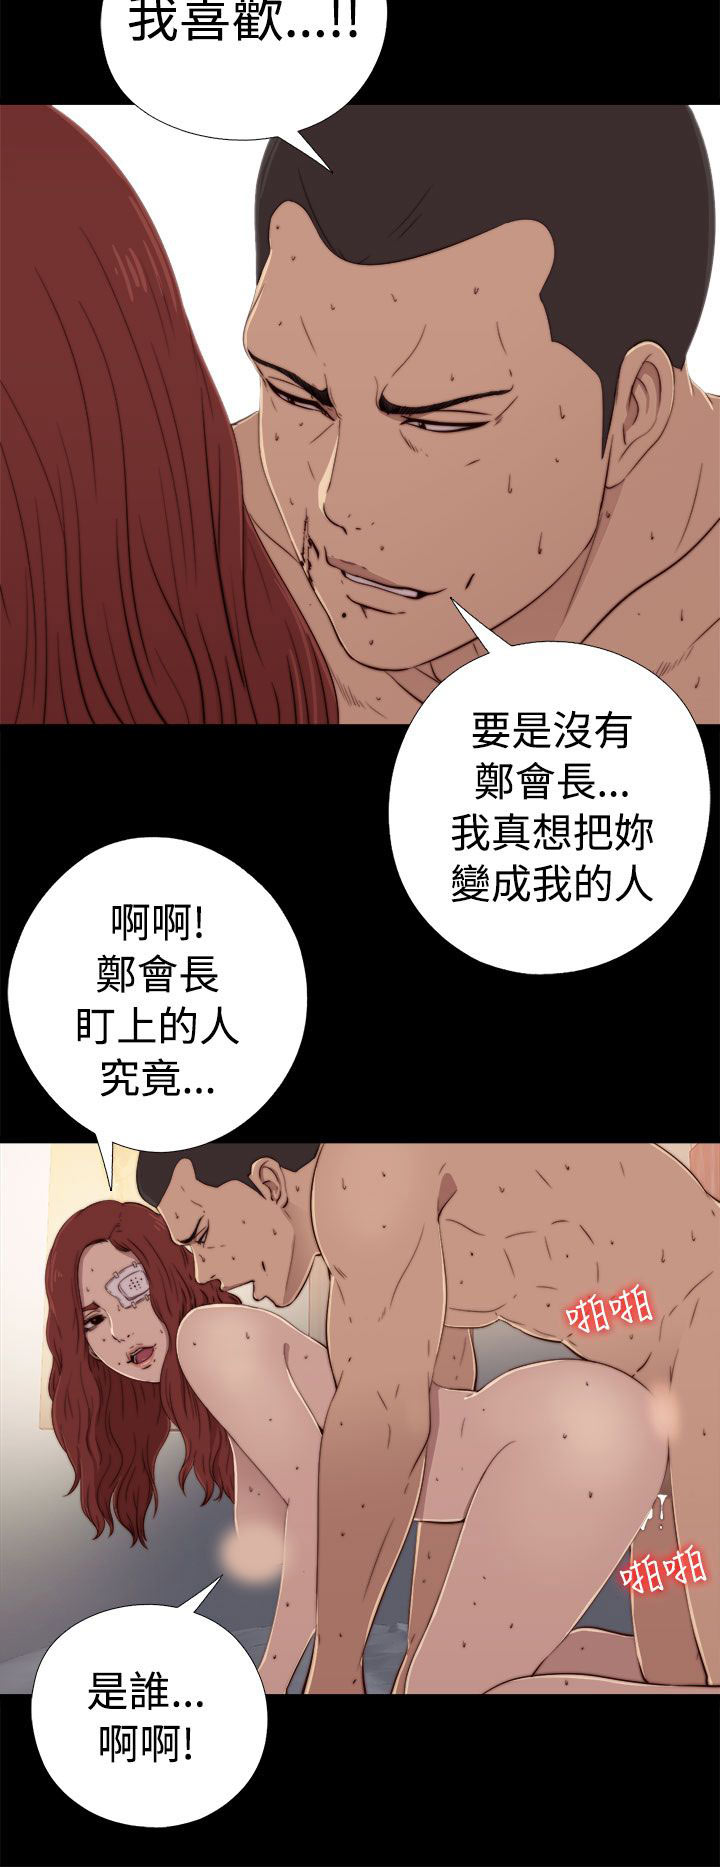 我喜歡...!!
要是沒有
鄭會長...
我真想把妳
變成我的人
啊啊!
鄭會長
盯上的人
究竟...
啪啪
啪啪
是誰...
啊啊!